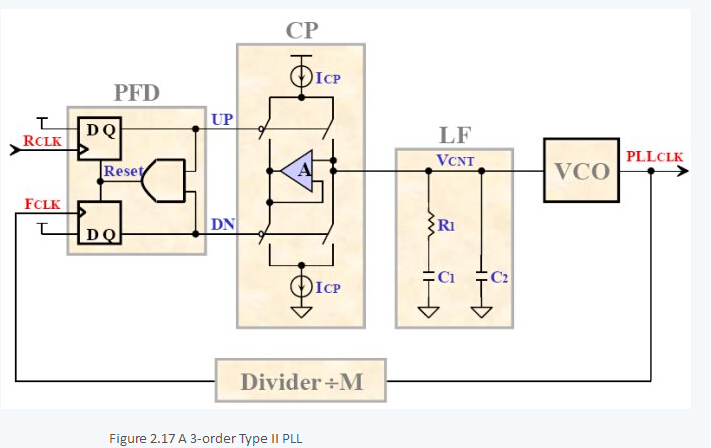 CP
PFD
ICP
UP
D Q
RCLK
Reset
A
LF
VCNT
VCO
PLLCLK
FCLK
D Q
DN
R1
C1
C2
ICP
Divider÷M
Figure 2.17 A 3-order Type II PLL